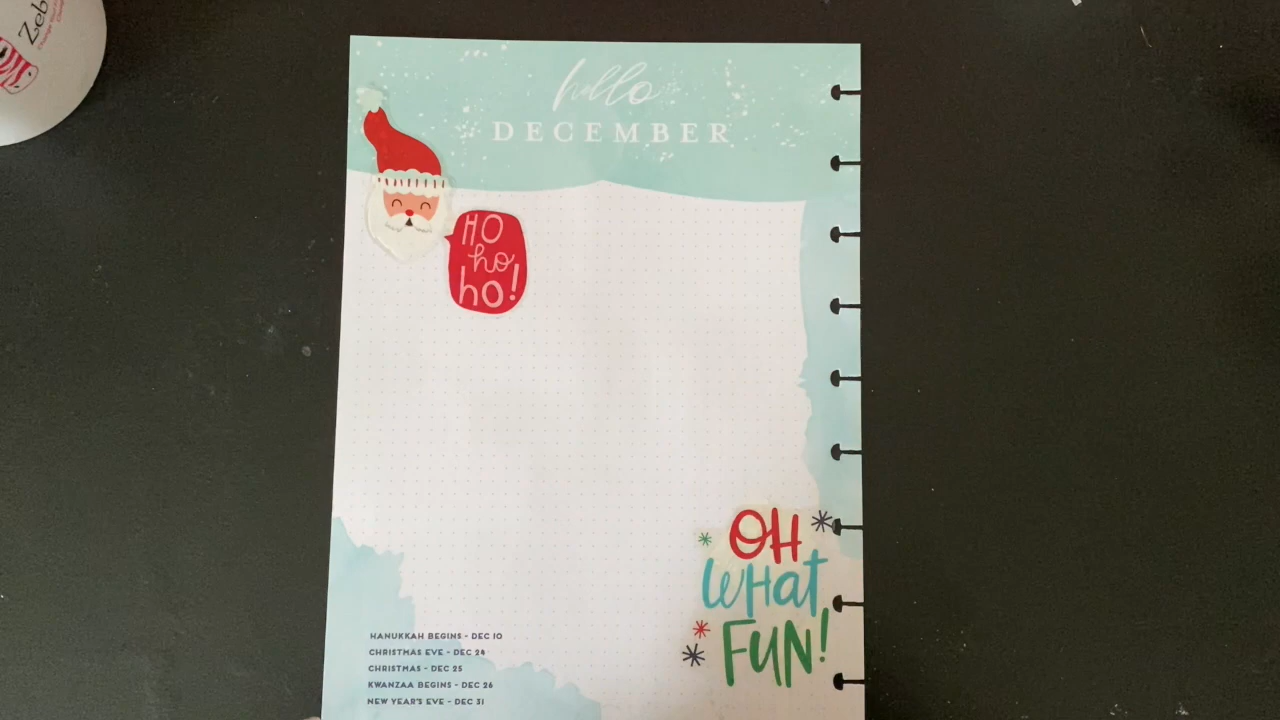 Zeb
hello
DECEMBER
HO
ho
ho!
OH
WHat
FUN!
HANUKKAH BEGINS - DEC 10
CHRISTMAS EVE - DEC 24
CHRISTMAS - DEC 25
KWANZAA BEGINS - DEC 26
NEW YEAR'S EVE - DEC 31